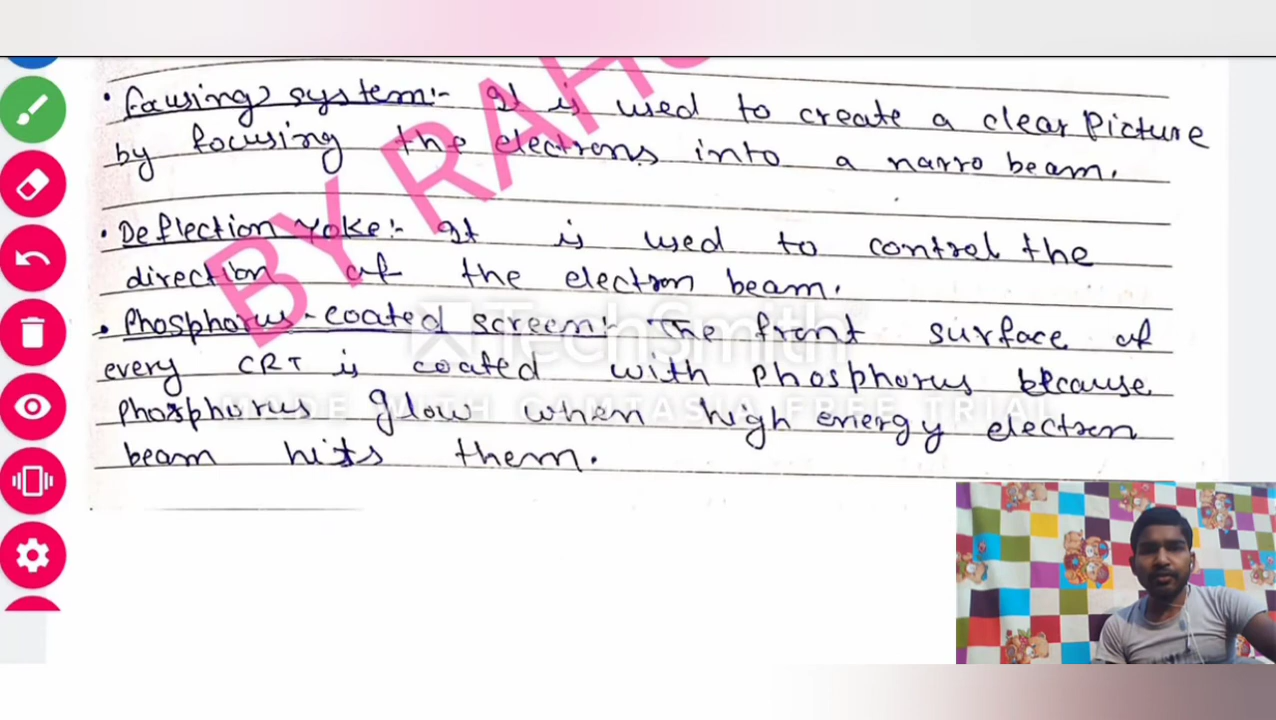 • focusing system:- It is used to create a clear Picture
by focusing the electrons into a narro beam.
• Deflection Yoke:- It is used to control the
direction of the electron beam.
• Phosphorus-coated screen:- The front surface of
every CRT is coated with Phosphorus because
phosphorus glow when high energy electron
beam hits them.
BY RAH
TechSmith
MADE WITH CAMTASIA FREE TRIAL